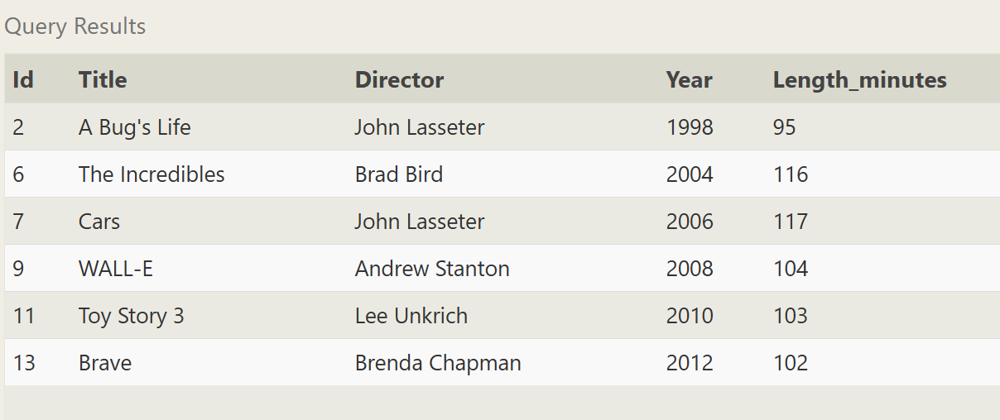 Query Results
Id Title Director Year Length_minutes
2 A Bug's Life John Lasseter 1998 95
6 The Incredibles Brad Bird 2004 116
7 Cars John Lasseter 2006 117
9 WALL-E Andrew Stanton 2008 104
11 Toy Story 3 Lee Unkrich 2010 103
13 Brave Brenda Chapman 2012 102